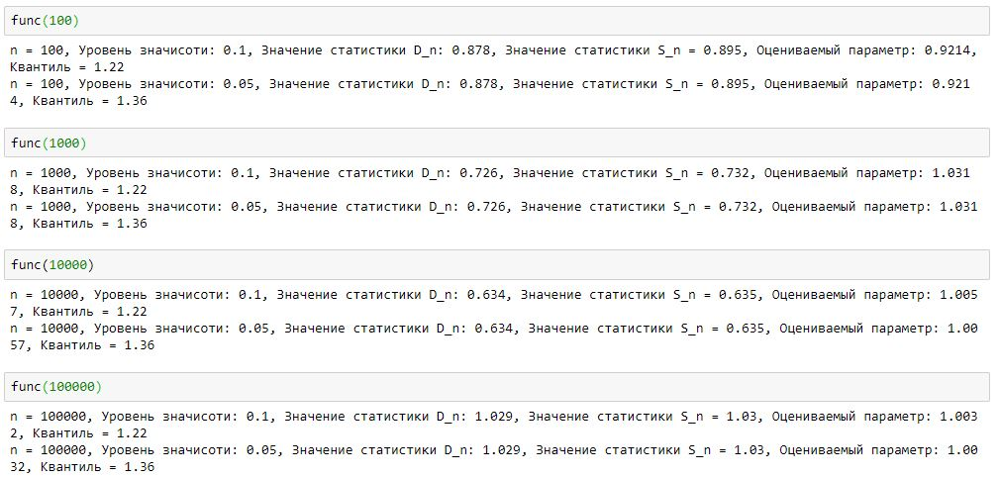 func(100)
n = 100, Уровень значисоти: 0.1, Значение статистики D_n: 0.878, Значение статистики S_n = 0.895, Оцениваемый параметр: 0.9214,
Квантиль = 1.22
n = 100, Уровень значисоти: 0.05, Значение статистики D_n: 0.878, Значение статистики S_n = 0.895, Оцениваемый параметр: 0.921
4, Квантиль = 1.36
func(1000)
n = 1000, Уровень значисоти: 0.1, Значение статистики D_n: 0.726, Значение статистики S_n = 0.732, Оцениваемый параметр: 1.031
8, Квантиль = 1.22
n = 1000, Уровень значисоти: 0.05, Значение статистики D_n: 0.726, Значение статистики S_n = 0.732, Оцениваемый параметр: 1.031
8, Квантиль = 1.36
func(10000)
n = 10000, Уровень значисоти: 0.1, Значение статистики D_n: 0.634, Значение статистики S_n = 0.635, Оцениваемый параметр: 1.005
7, Квантиль = 1.22
n = 10000, Уровень значисоти: 0.05, Значение статистики D_n: 0.634, Значение статистики S_n = 0.635, Оцениваемый параметр: 1.00
57, Квантиль = 1.36
func(100000)
n = 100000, Уровень значисоти: 0.1, Значение статистики D_n: 1.029, Значение статистики S_n = 1.03, Оцениваемый параметр: 1.003
2, Квантиль = 1.22
n = 100000, Уровень значисоти: 0.05, Значение статистики D_n: 1.029, Значение статистики S_n = 1.03, Оцениваемый параметр: 1.00
32, Квантиль = 1.36